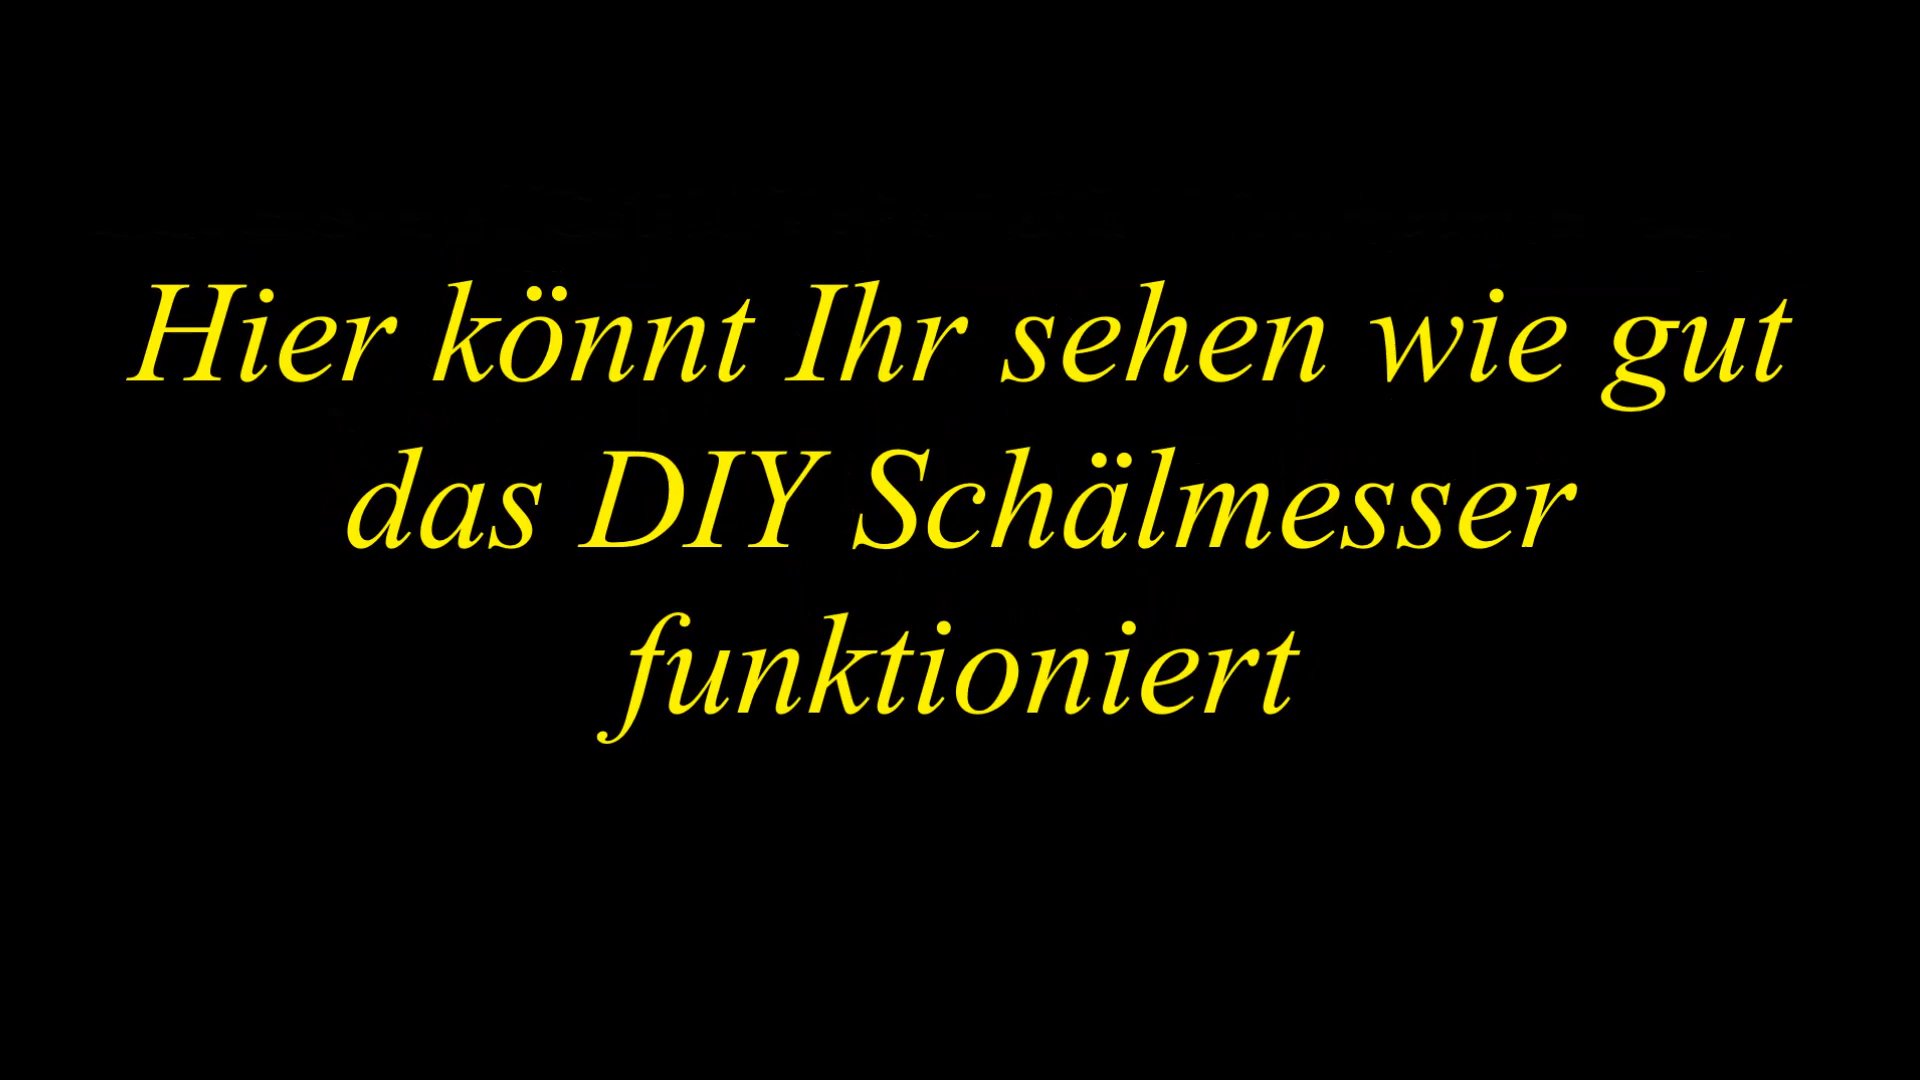 Hier könnt Ihr sehen wie gut
das DIY Schälmesser
funktioniert